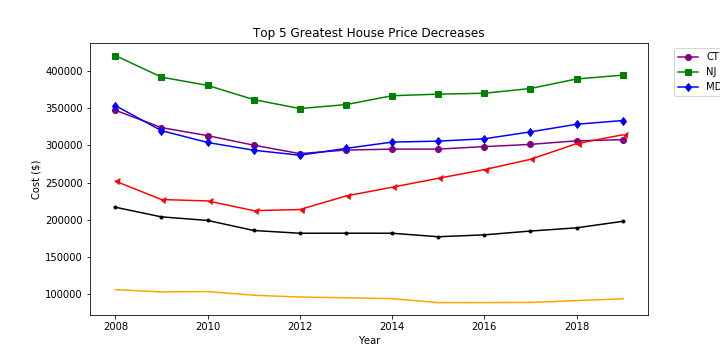 Top 5 Greatest House Price Decreases
CT
NJ
MD
400000
350000
300000
250000
200000
150000
100000
Cost ($)
2008 2010 2012 2014 2016 2018
Year